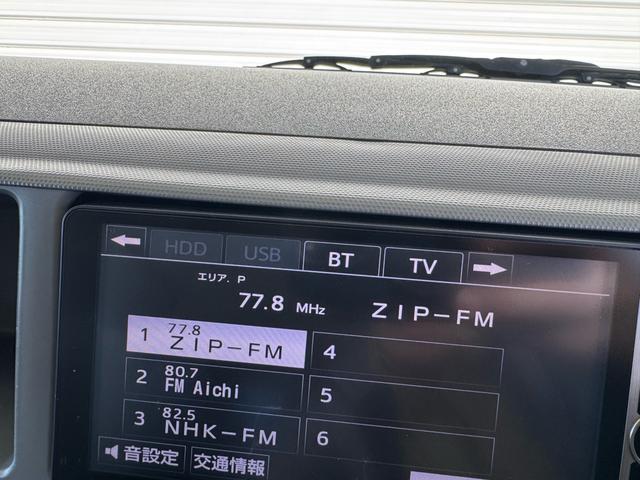 HDD USB BT TV
エリア. P
77.8 MHz ZIP-FM
1 77.8 ZIP-FM
2 80.7 FM Aichi
3 82.5 NHK-FM
4
5
6
音設定 交通情報